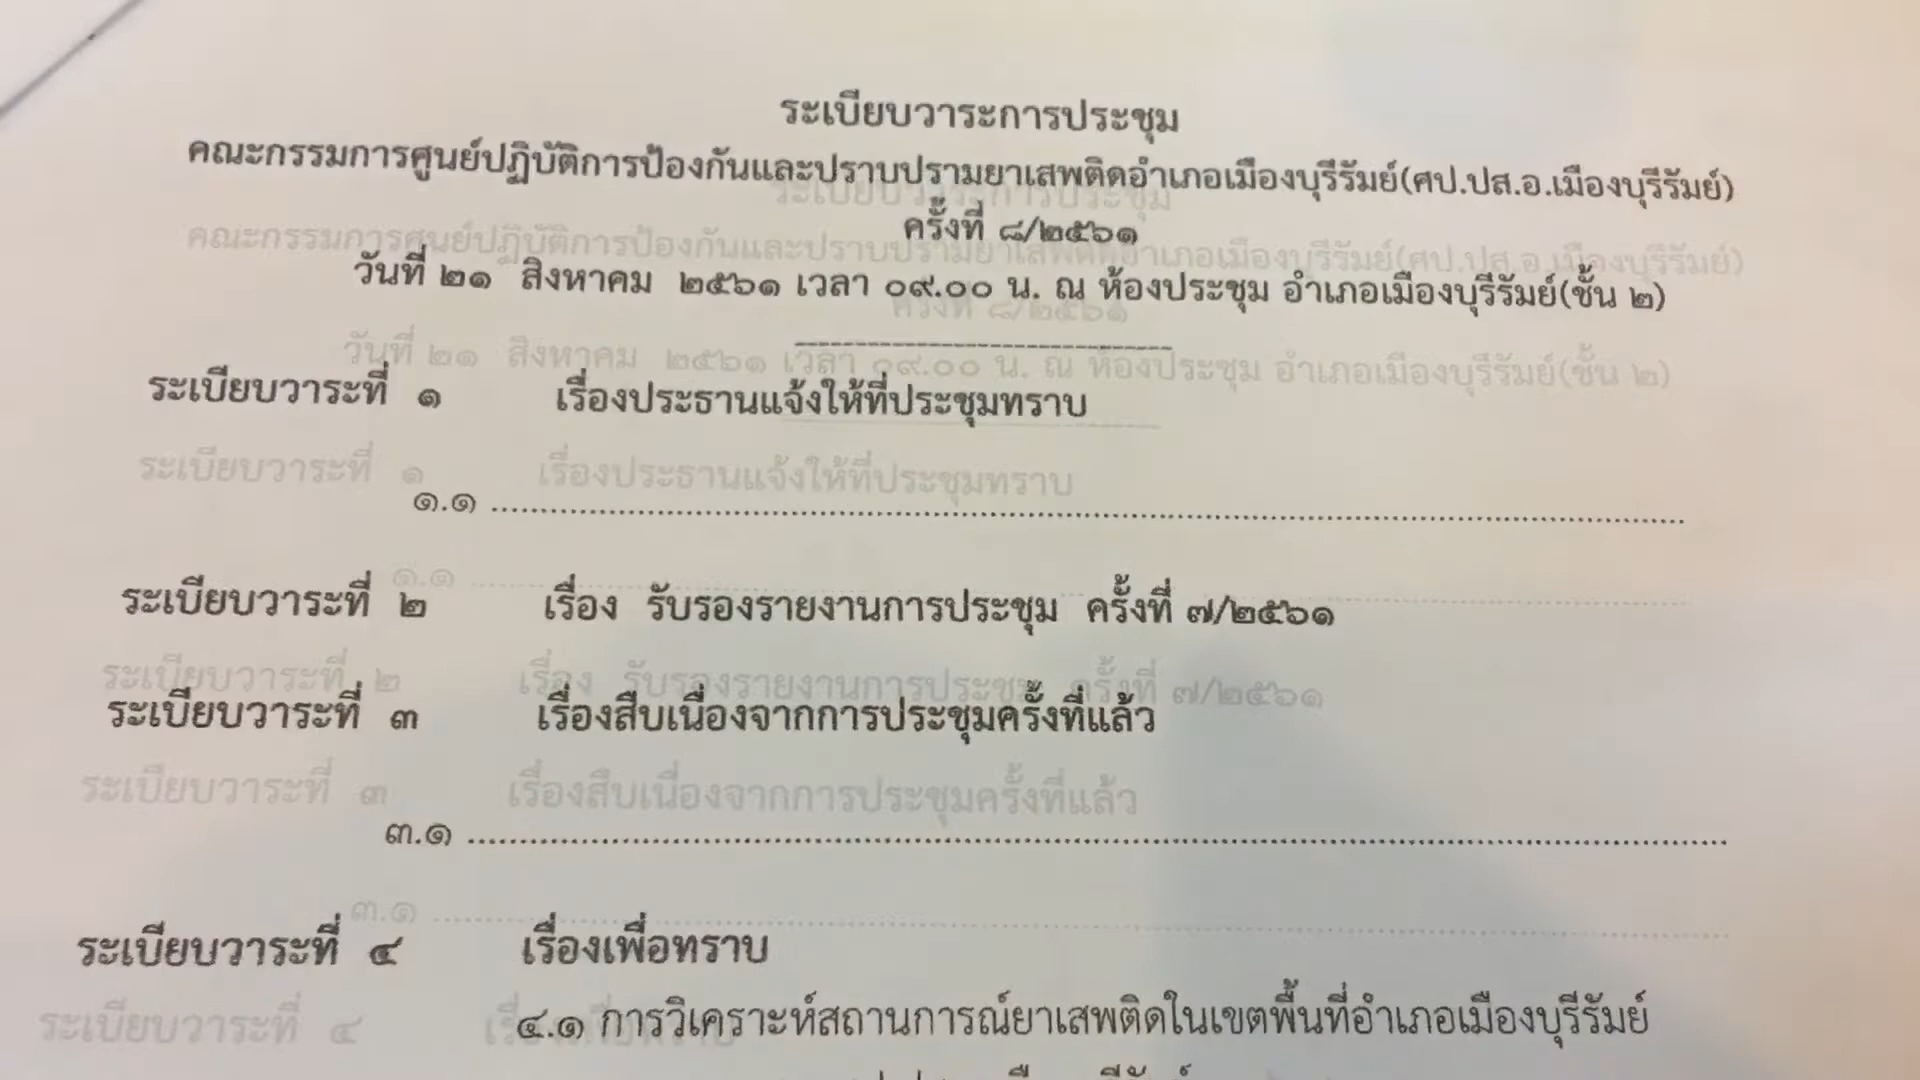 ระเบียบวาระการประชุม
คณะกรรมการศูนย์ปฏิบัติการป้องกันและปราบปรามยาเสพติดอำเภอเมืองบุรีรัมย์(ศป.ปส.อ.เมืองบุรีรัมย์)
ครั้งที่ ๘/๒๕๖๑
วันที่ ๒๑ สิงหาคม ๒๕๖๑ เวลา ๐๙.๐๐ น. ณ ห้องประชุม อำเภอเมืองบุรีรัมย์(ชั้น ๒)
ระเบียบวาระที่ ๑ เรื่องประธานแจ้งให้ที่ประชุมทราบ
๑.๑ ........................................................................
ระเบียบวาระที่ ๒ เรื่อง รับรองรายงานการประชุม ครั้งที่ ๗/๒๕๖๑
ระเบียบวาระที่ ๓ เรื่องสืบเนื่องจากการประชุมครั้งที่แล้ว
๓.๑ ........................................................................
ระเบียบวาระที่ ๔ เรื่องเพื่อทราบ
๔.๑ การวิเคราะห์สถานการณ์ยาเสพติดในเขตพื้นที่อำเภอเมืองบุรีรัมย์